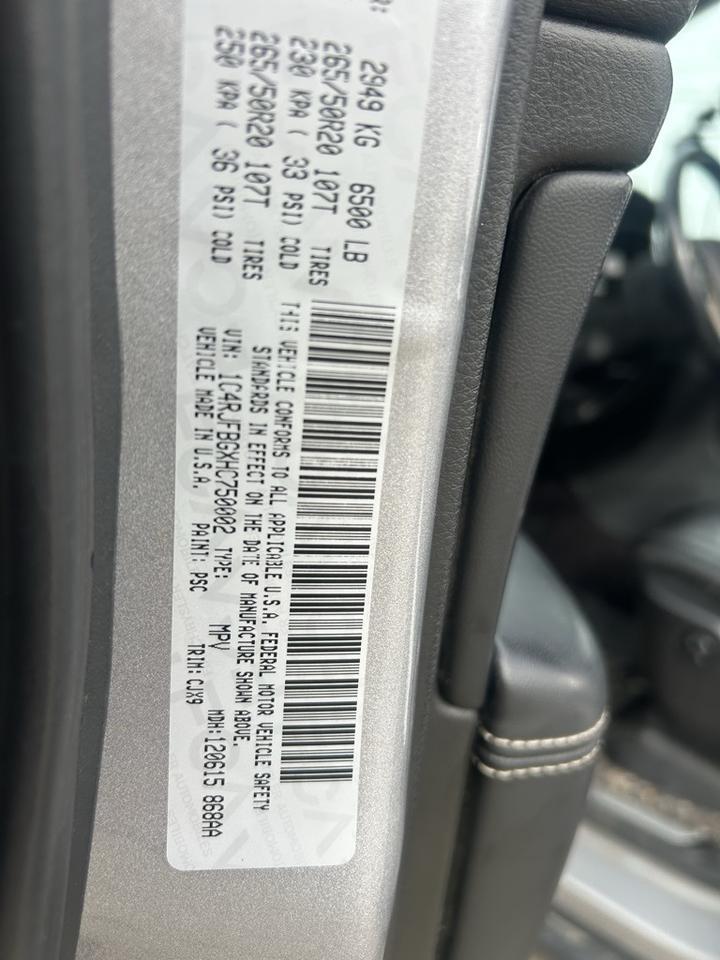 2949 KG 6500 LB
265/50R20 107T TIRES
230 KPA ( 33 PSI) COLD
265/50R20 107T TIRES
250 KPA ( 36 PSI) COLD
THIS VEHICLE CONFORMS TO ALL APPLICABLE U.S.A. FEDERAL MOTOR VEHICLE SAFETY
STANDARDS IN EFFECT ON THE DATE OF MANUFACTURE SHOWN ABOVE.
VIN: 1C4RJFBGXHC750002 TYPE: MPV MDH:120615 868AA
VEHICLE MADE IN U.S.A. PAINT: PSC TRIM:CJX9